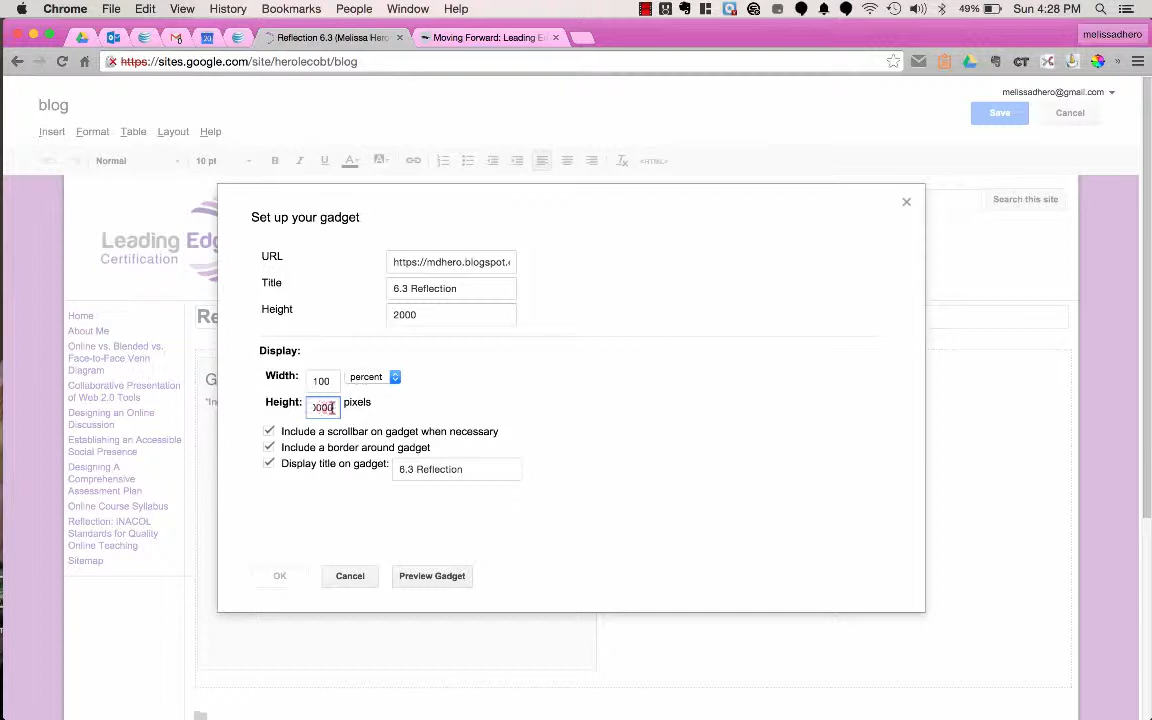 Chrome File Edit View History Bookmarks People Window Help 49% Sun 4:28 PM
Reflection 6.3 (Melissa Hero × Moving Forward: Leading E × melissadhero
https://sites.google.com/site/herolecobt/blog CT »
melissadhero@gmail.com
blog
Save Cancel
Insert Format Table Layout Help
Normal 10 pt B I U A A <HTML>
Search this site
Leading Edg
Certification
Home
About Me
Online vs. Blended vs.
Face-to-Face Venn
Diagram
Collaborative Presentation
of Web 2.0 Tools
Designing an Online
Discussion
Establishing an Accessible
Social Presence
Designing A
Comprehensive
Assessment Plan
Online Course Syllabus
Reflection: iNACOL
Standards for Quality
Online Teaching
Sitemap
Re
G
Set up your gadget ×
URL https://mdhero.blogspot.
Title 6.3 Reflection
Height 2000
Display:
Width: 100 percent
Height: pixels
Include a scrollbar on gadget when necessary
Include a border around gadget
Display title on gadget: 6.3 Reflection
OK Cancel Preview Gadget